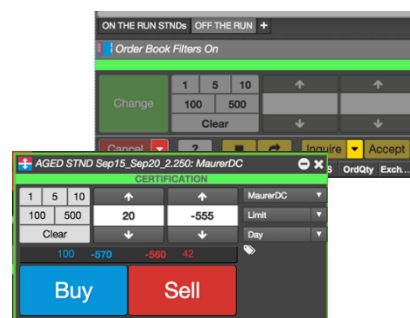 ON THE RUN STNDs OFF THE RUN +
Order Book Filters On
Change
1 5 10
100 500
Clear
Cancel ? Inquire Accept
S OrdQty Exch...
AGED STND Sep15_Sep20_2.250: MaurerDC
CERTIFICATION
1 5 10
100 500
Clear
20 -555
MaurerDC
Limit
Day
100 -570 -560 42
Buy Sell